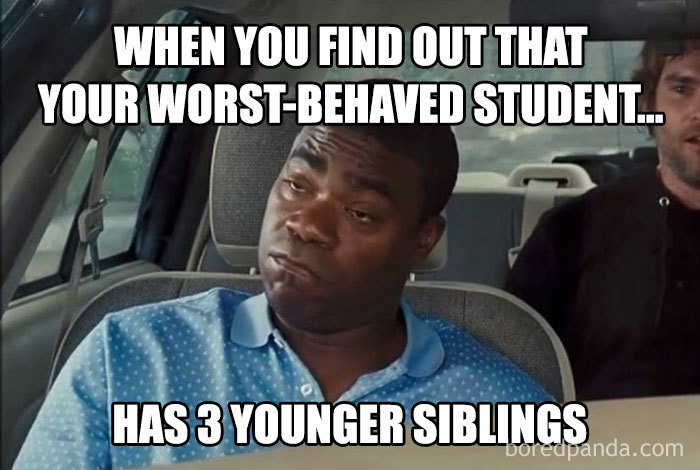 WHEN YOU FIND OUT THAT
YOUR WORST-BEHAVED STUDENT...
HAS 3 YOUNGER SIBLINGS
boredpanda.com